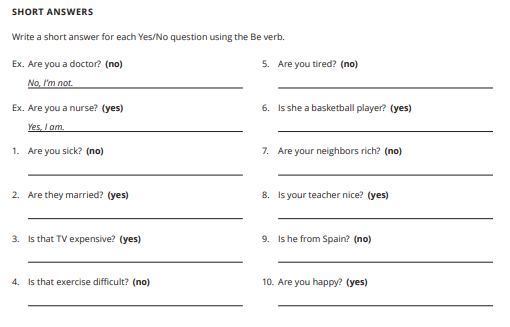 SHORT ANSWERS
Write a short answer for each Yes/No question using the Be verb.
Ex. Are you a doctor? (no)
No, I'm not.
Ex. Are you a nurse? (yes)
Yes, I am.
1. Are you sick? (no)
2. Are they married? (yes)
3. Is that TV expensive? (yes)
4. Is that exercise difficult? (no)
5. Are you tired? (no)
6. Is she a basketball player? (yes)
7. Are your neighbors rich? (no)
8. Is your teacher nice? (yes)
9. Is he from Spain? (no)
10. Are you happy? (yes)